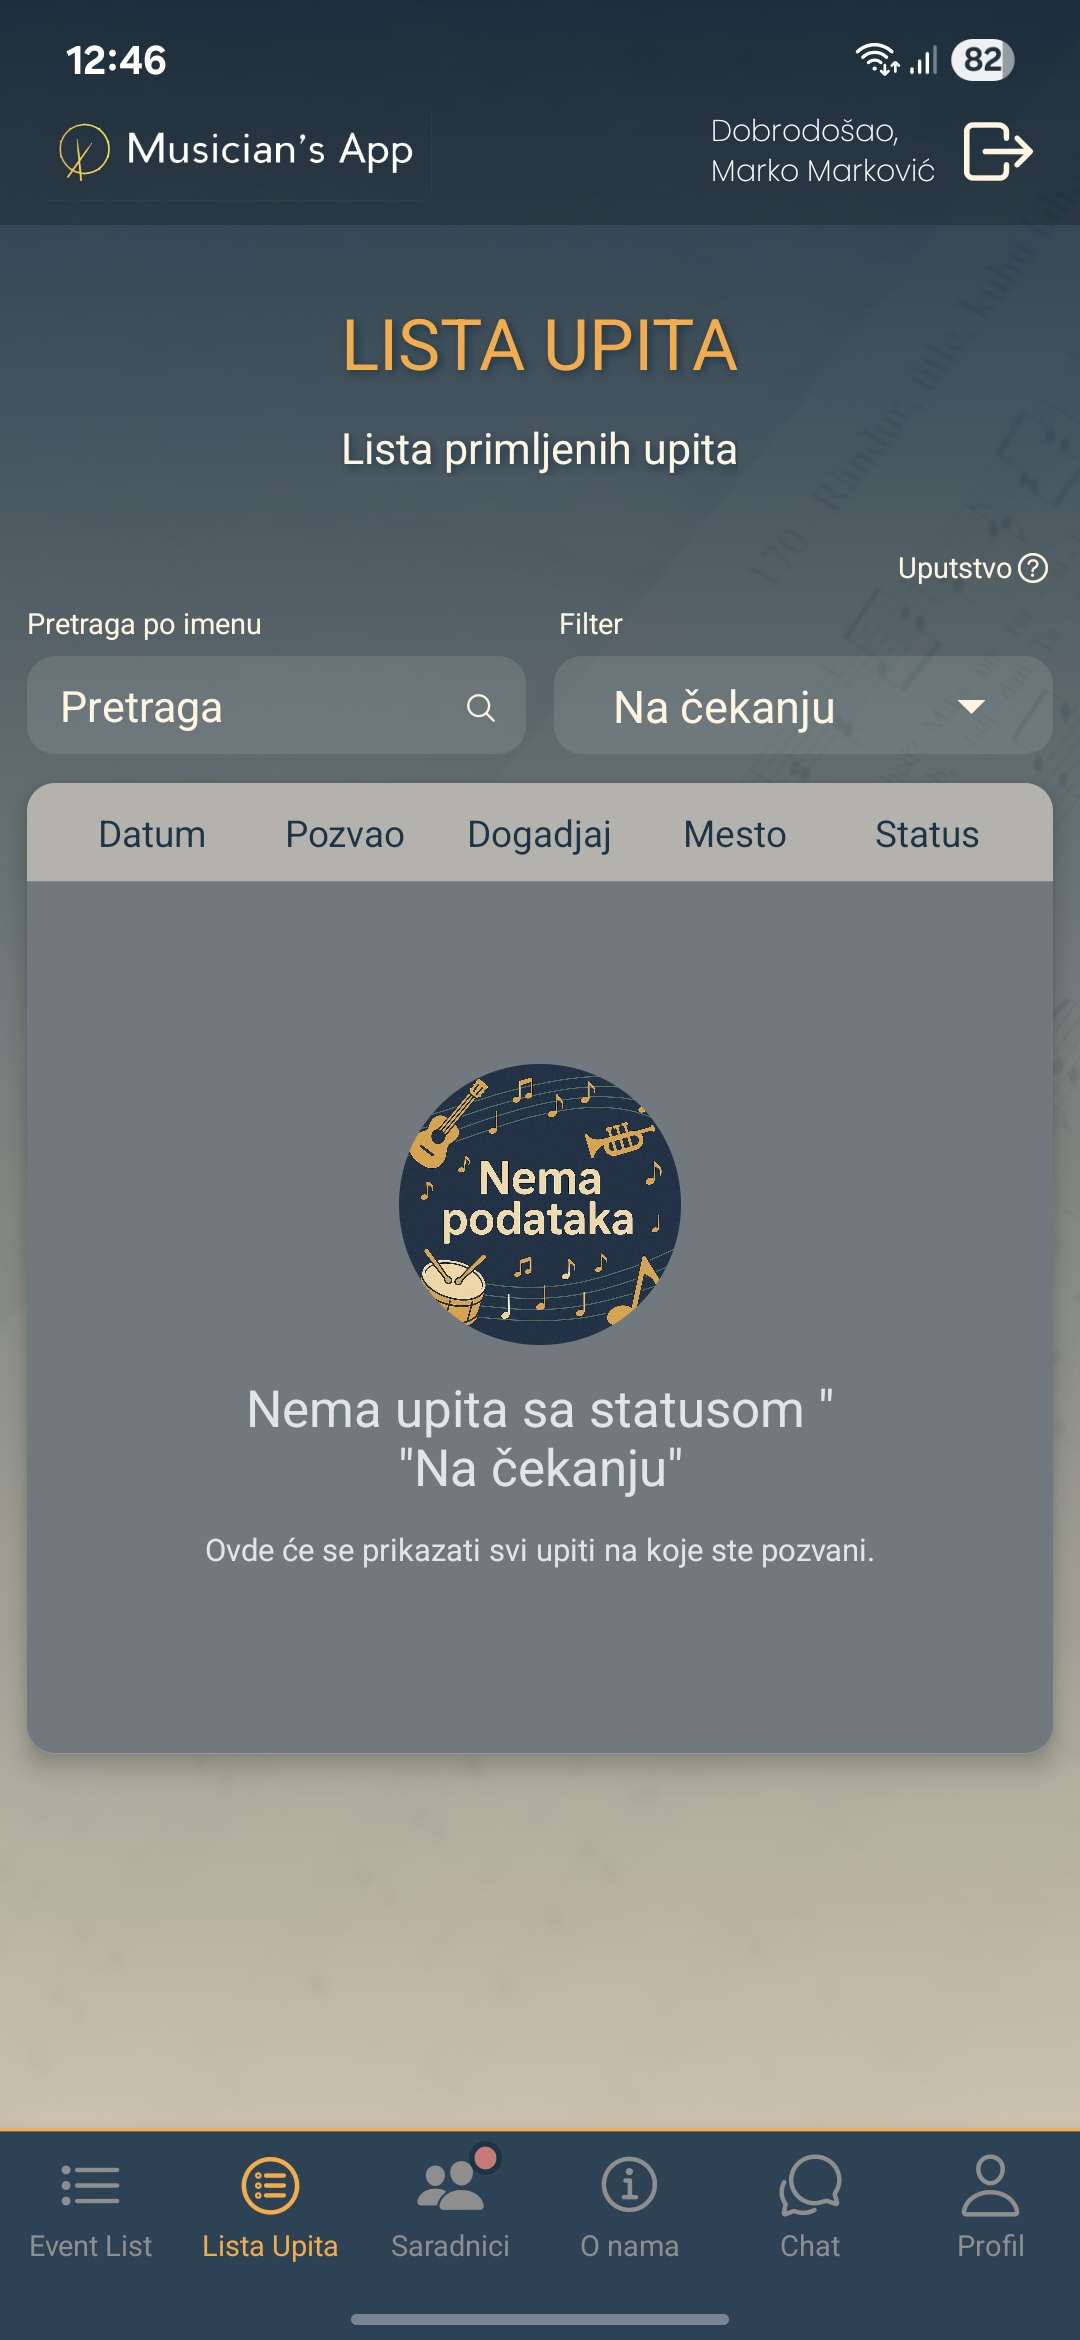 12:46
82
Musician's App
Dobrodošao,
Marko Marković
LISTA UPITA
Lista primljenih upita
Uputstvo
Pretraga po imenu
Filter
Pretraga
Na čekanju
Datum Pozvao Dogadjaj Mesto Status
Nema
podataka
Nema upita sa statusom "
"Na čekanju"
Ovde će se prikazati svi upiti na koje ste pozvani.
Event List Lista Upita Saradnici O nama Chat Profil